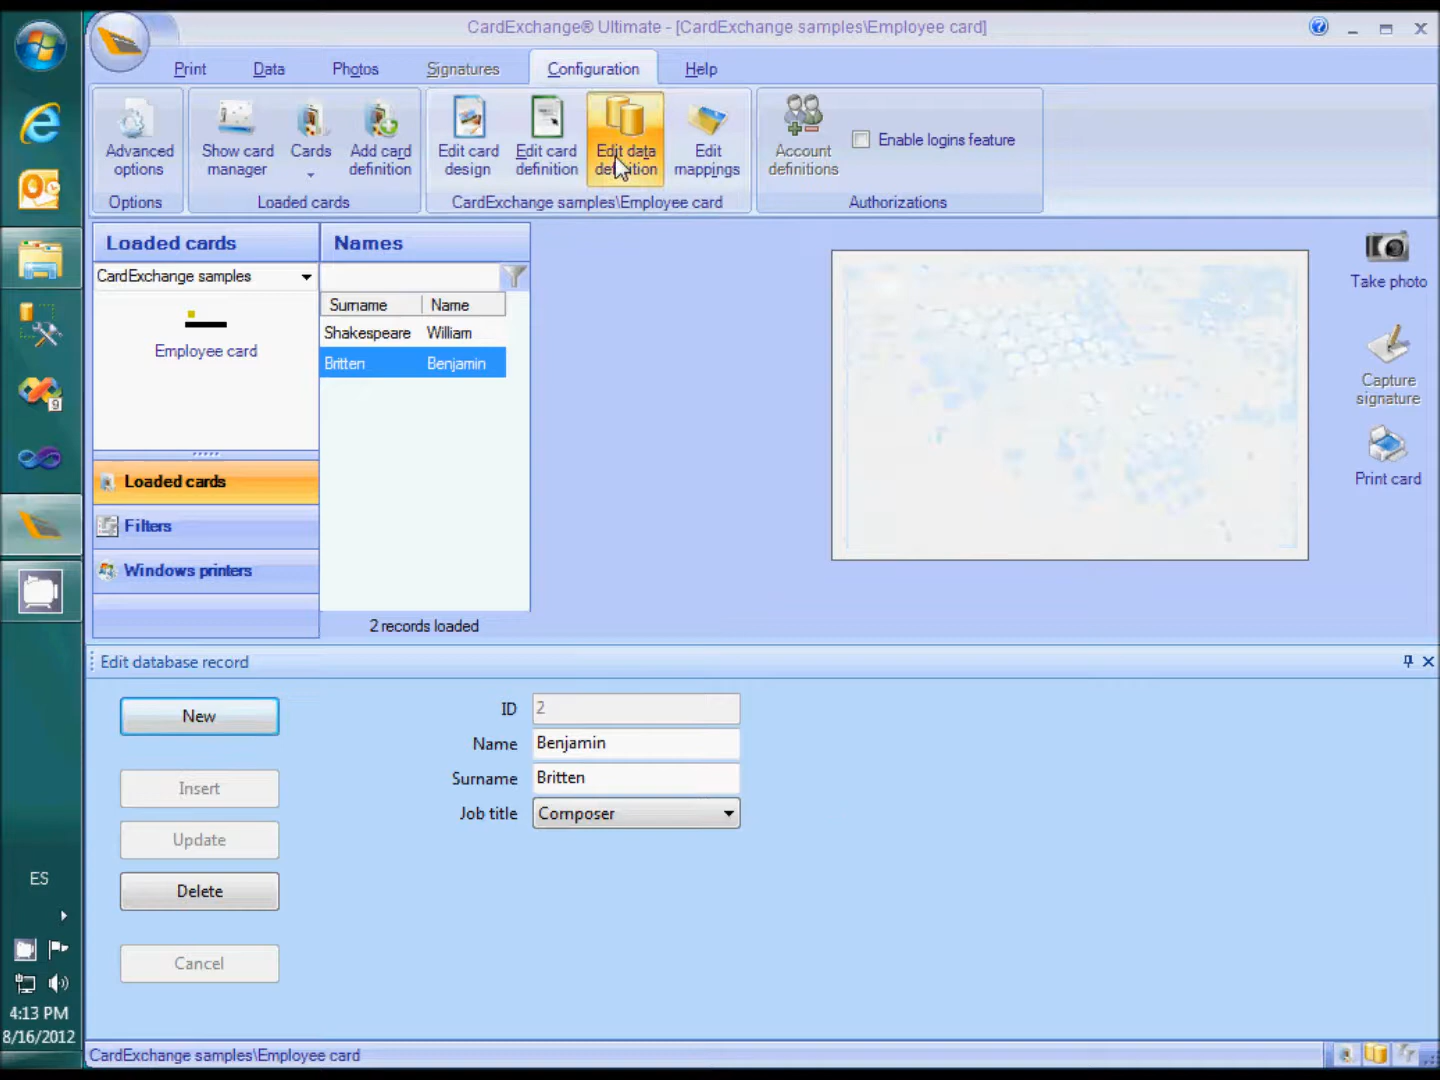 CardExchange® Ultimate - [CardExchange samples\Employee card]
Print Data Photos Signatures Configuration Help
Advanced options
Show card manager
Cards
Add card definition
Edit card design
Edit card definition
Edit data definition
Edit mappings
Account definitions
Enable logins feature
Options
Loaded cards
CardExchange samples\Employee card
Authorizations
Loaded cards
CardExchange samples
Employee card
Loaded cards
Filters
Windows printers
Names
Surname Name
Shakespeare William
Britten Benjamin
2 records loaded
Take photo
Capture signature
Print card
Edit database record
New
Insert
Update
Delete
Cancel
ID 2
Name Benjamin
Surname Britten
Job title Composer
9
ES
4:13 PM
8/16/2012
CardExchange samples\Employee card